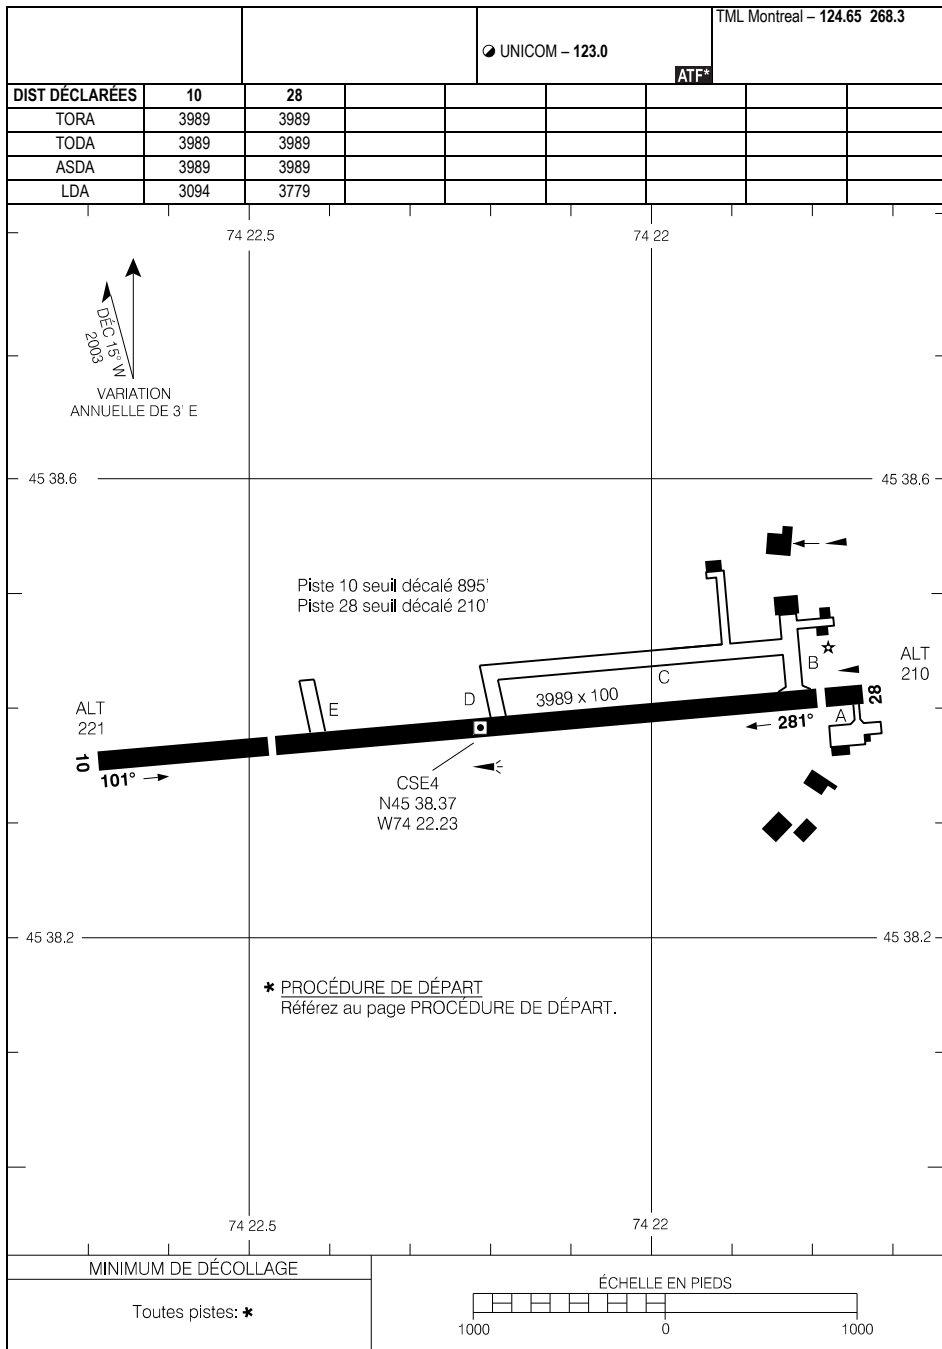 TML Montreal – 124.65 268.3
UNICOM – 123.0
ATF*
DIST DÉCLARÉES 10 28
TORA 3989 3989
TODA 3989 3989
ASDA 3989 3989
LDA 3094 3779
74 22.5 74 22
DÉC 15° W
2003
VARIATION
ANNUELLE DE 3' E
45 38.6 45 38.6
Piste 10 seuil décalé 895'
Piste 28 seuil décalé 210'
B
ALT
210
C
D
3989 x 100
28
E
A
ALT
221
281°
10
101°
CSE4
N45 38.37
W74 22.23
45 38.2 45 38.2
* PROCÉDURE DE DÉPART
Référez au page PROCÉDURE DE DÉPART.
74 22.5 74 22
MINIMUM DE DÉCOLLAGE
Toutes pistes: *
ÉCHELLE EN PIEDS
1000 0 1000